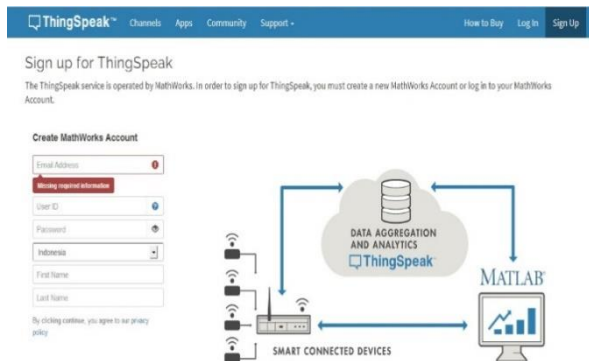 ThingSpeak™ Channels Apps Community Support How to Buy Log In Sign Up
Sign up for ThingSpeak
The ThingSpeak service is operated by MathWorks. In order to sign up for ThingSpeak, you must create a new MathWorks Account or log in to your MathWorks
Account.
Create MathWorks Account
Email Address
Missing required information
User ID
Password
Indonesia
First Name
Last Name
By clicking continue, you agree to our privacy
policy
DATA AGGREGATION
AND ANALYTICS
ThingSpeak
MATLAB
SMART CONNECTED DEVICES